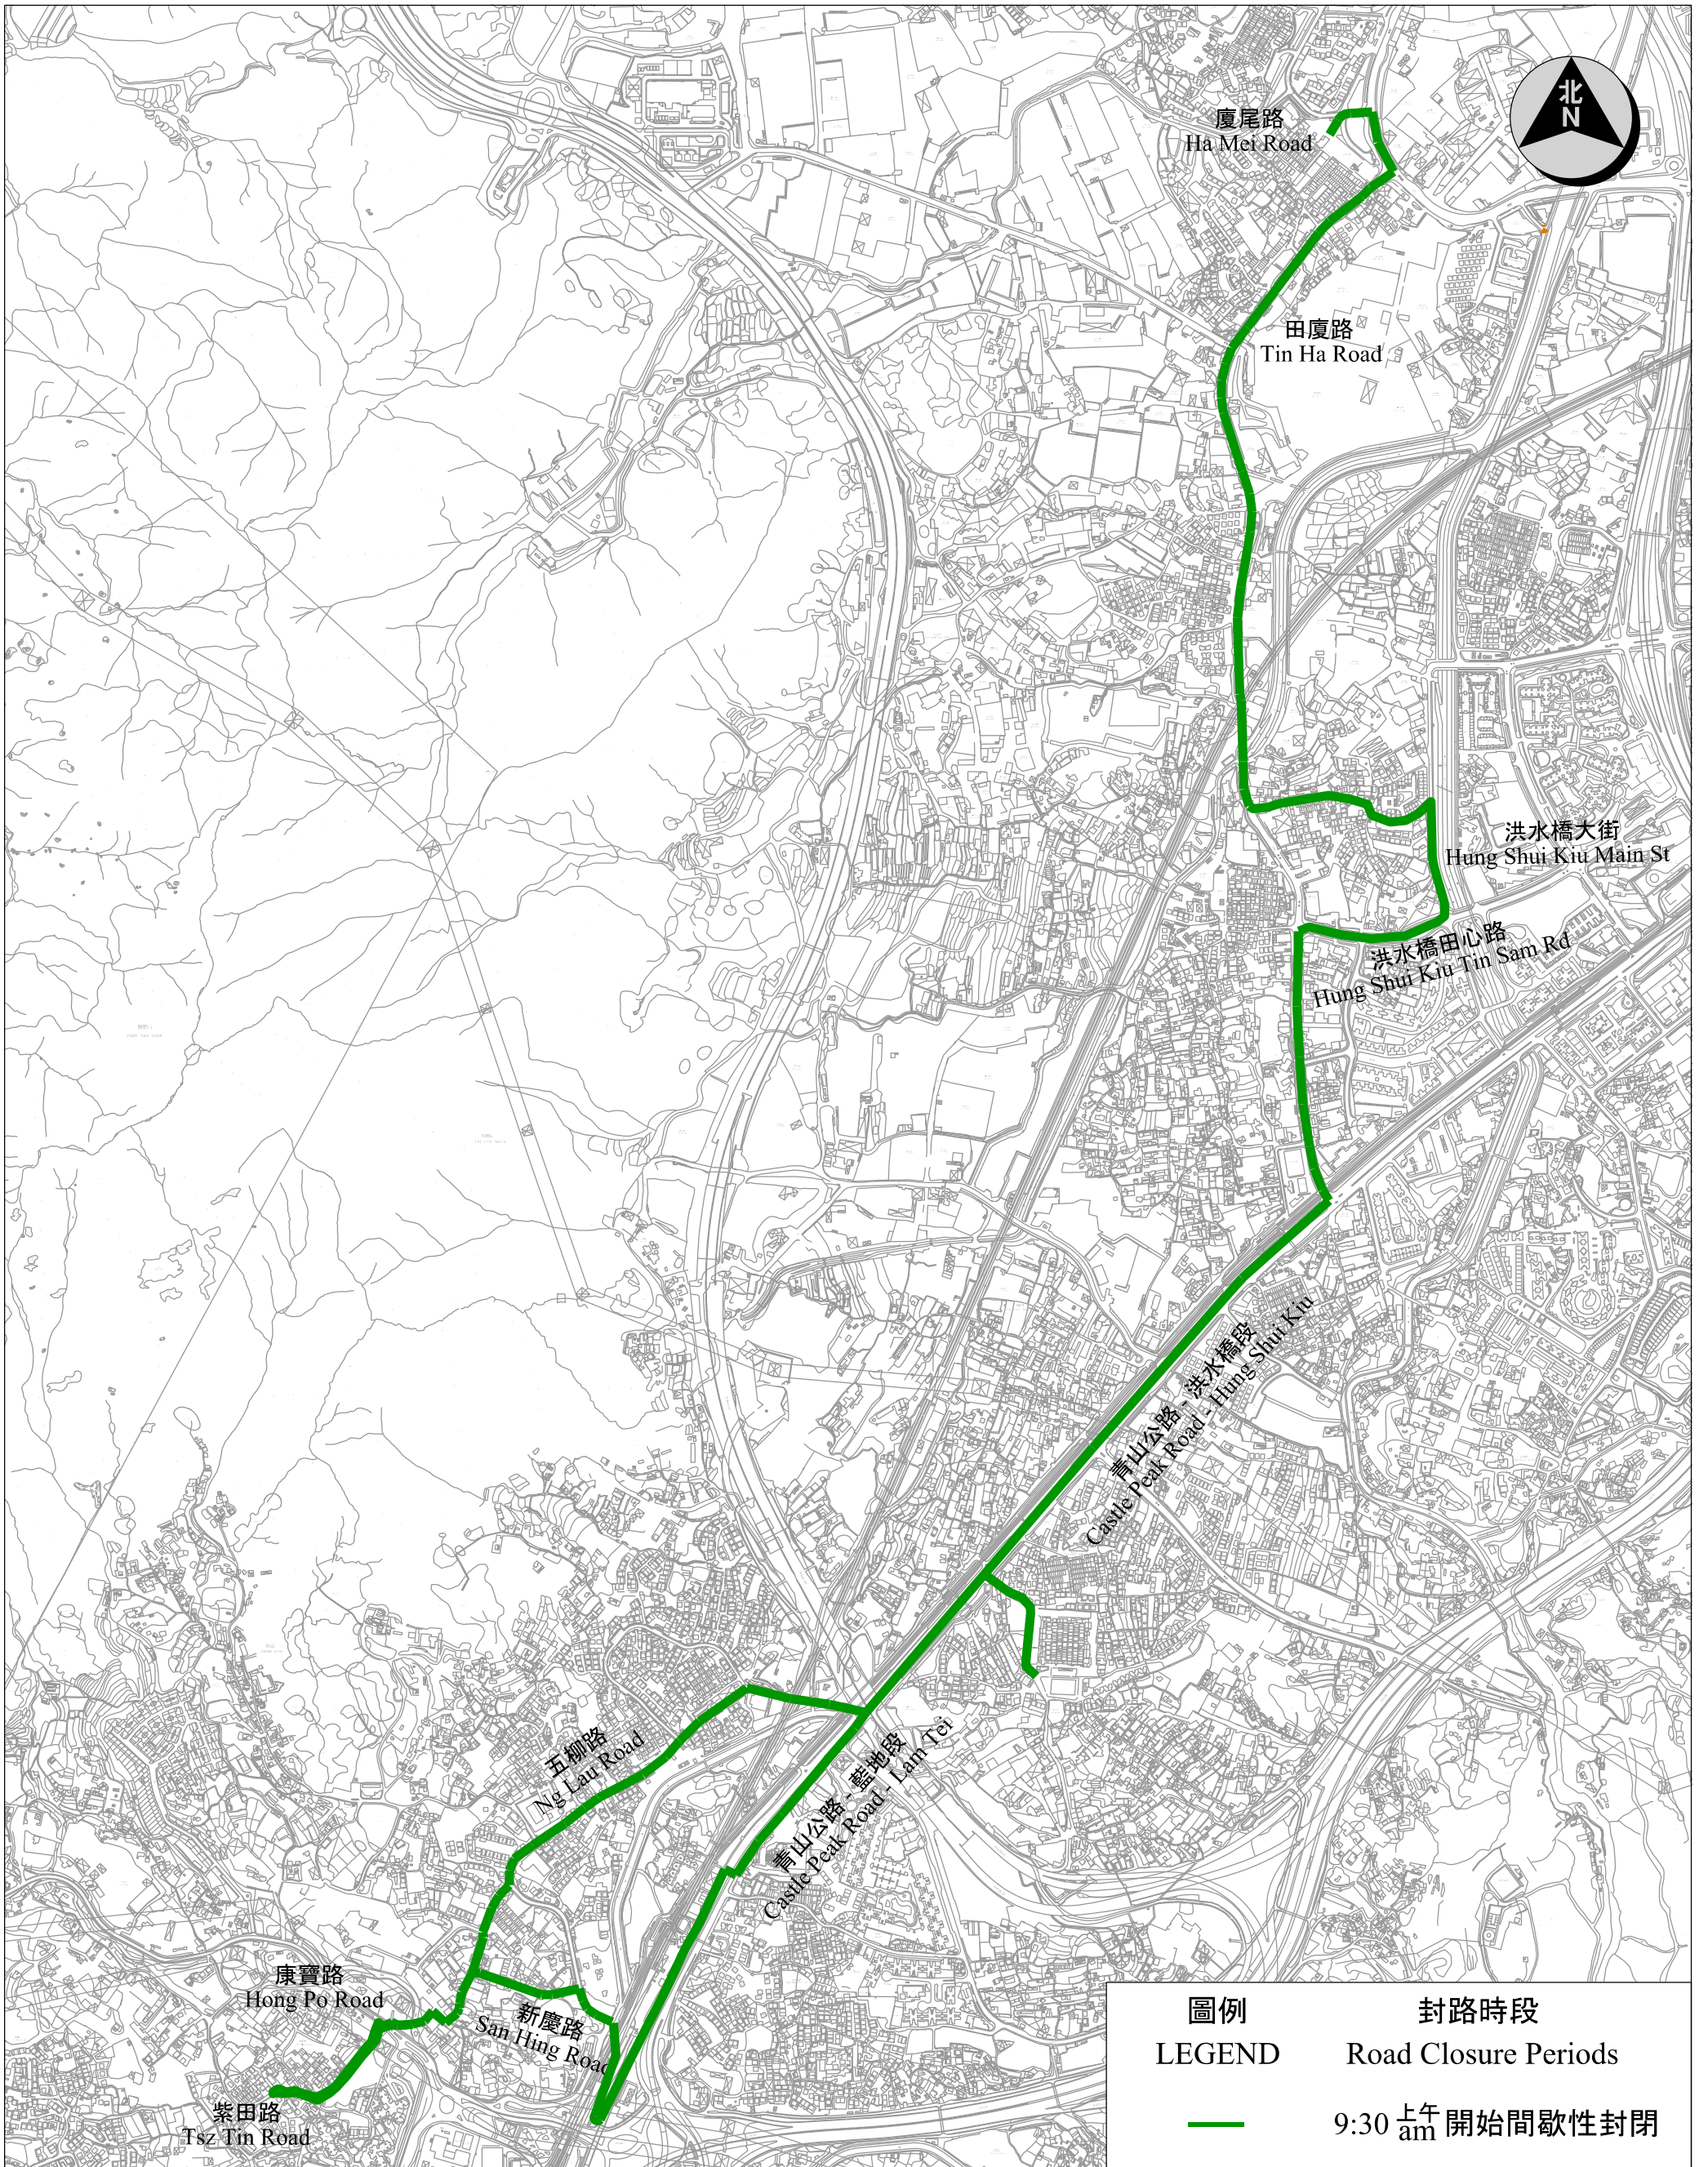 北
N
廈尾路
Ha Mei Road
田廈路
Tin Ha Road
洪水橋大街
Hung Shui Kiu Main St
洪水橋田心路
Hung Shui Kiu Tin Sam Rd
青山公路 - 洪水橋段
Castle Peak Road - Hung Shui Kiu
五柳路
Ng Lau Road
青山公路 - 藍地段
Castle Peak Road - Lam Tei
康寶路
Hong Po Road
新慶路
San Hing Road
紫田路
Tsz Tin Road
圖例
LEGEND
封路時段
Road Closure Periods
9:30 上午 am 開始間歇性封閉